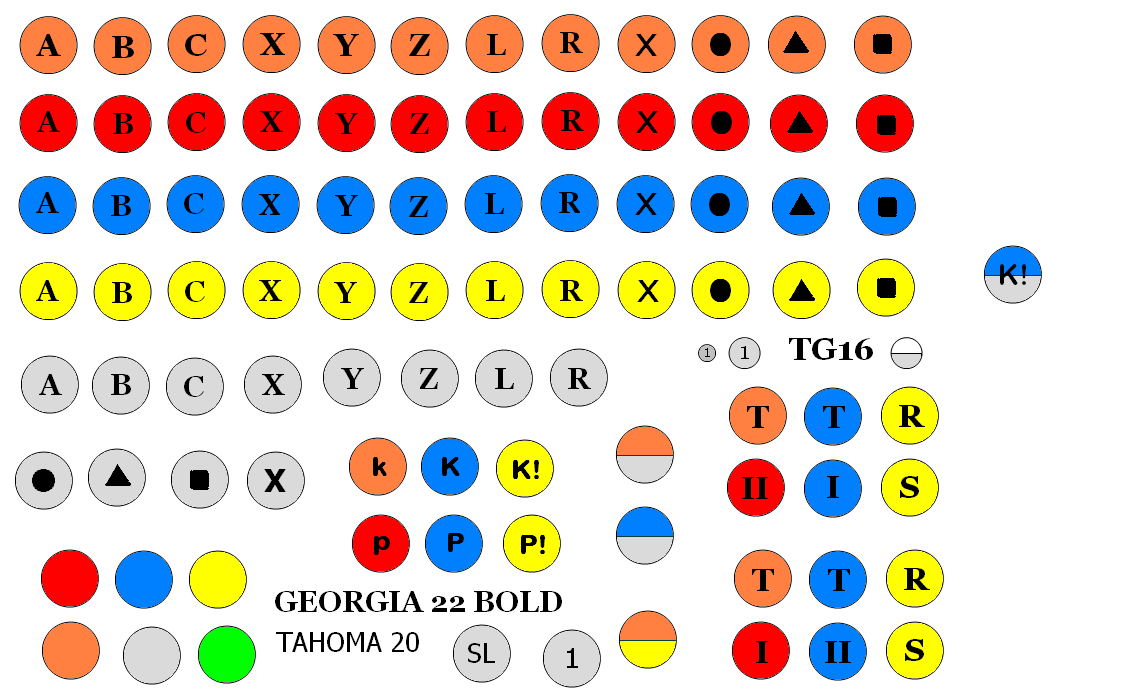 A B C X Y Z L R X
A B C X Y Z L R X
A B C X Y Z L R X
A B C X Y Z L R X
K!
1 1 TG16
A B C X Y Z L R
T T R
X
k K K!
II I S
p P P!
T T R
GEORGIA 22 BOLD
TAHOMA 20
SL 1
I II S